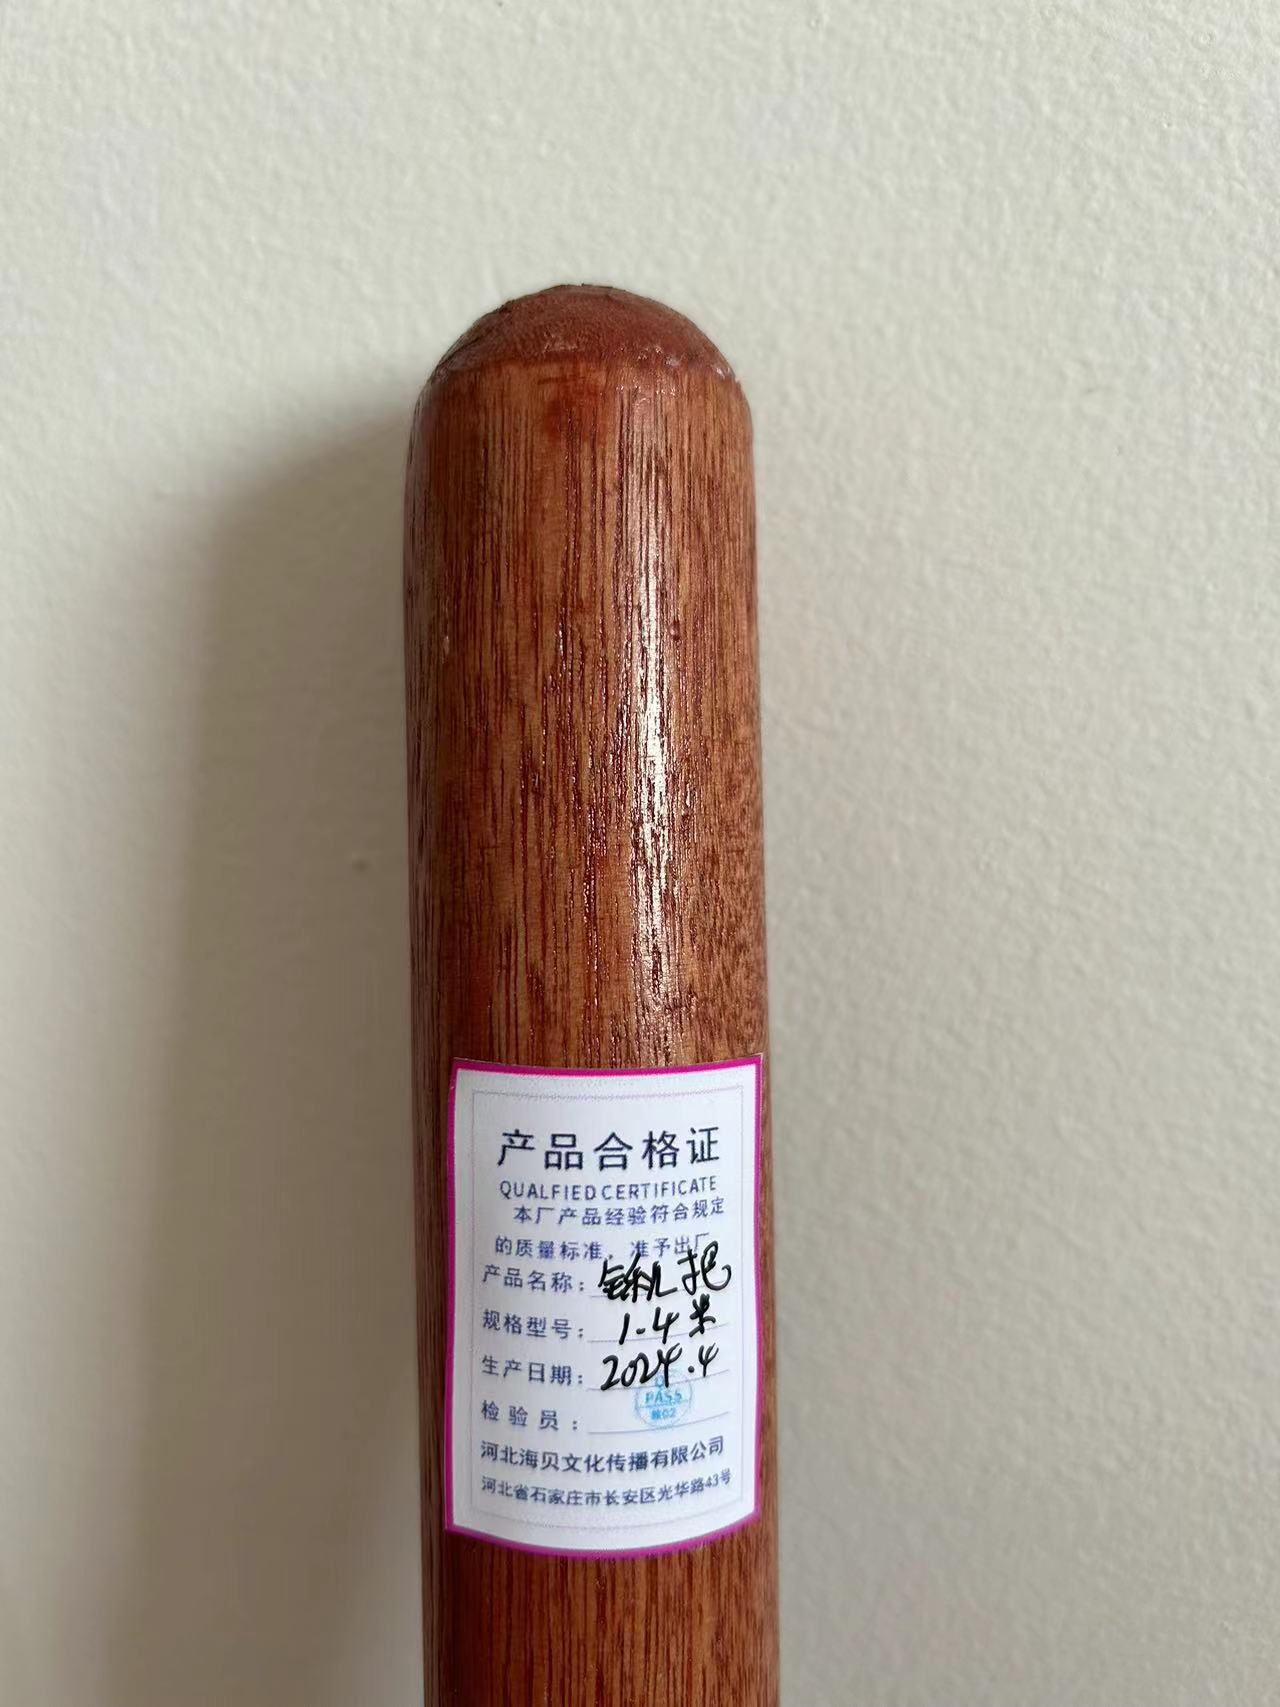 产品合格证
QUALFIED CERTIFICATE
本厂产品经验符合规定
的质量标准，准予出厂
产品名称：锹把
规格型号：1.4米
生产日期：2024.4
PASS
检验员：
河北海贝文化传播有限公司
河北省石家庄市长安区光华路43号